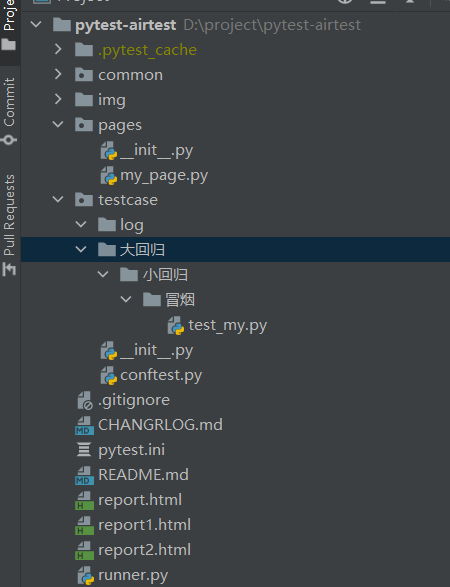 Project
pytest-airtest D:\project\pytest-airtest
.pytest_cache
common
img
pages
__init__.py
my_page.py
testcase
log
大回归
小回归
冒烟
test_my.py
__init__.py
conftest.py
.gitignore
CHANGRLOG.md
pytest.ini
README.md
report.html
report1.html
report2.html
runner.py
Project
Commit
Pull Requests